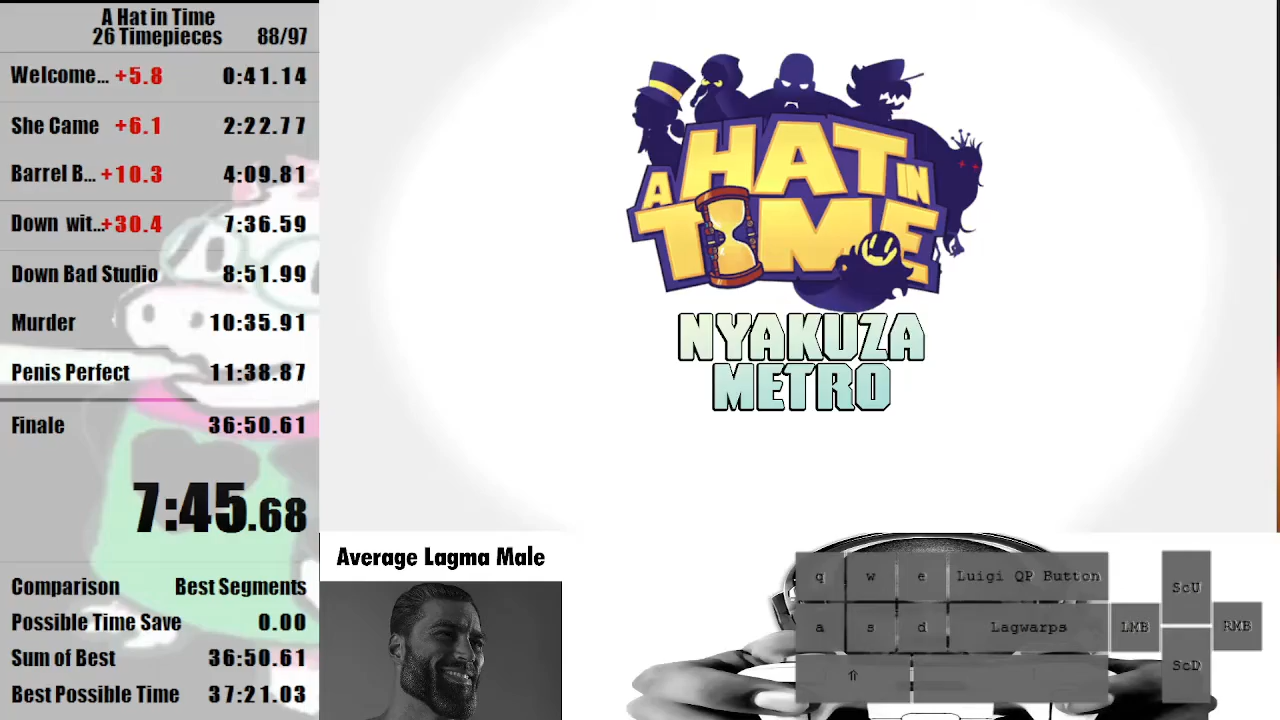 A Hat in Time
26 Timepieces 88/97
Welcome... +5.8 0:41.14
She Came +6.1 2:22.77
Barrel B... +10.3 4:09.81
Down wit...+30.4 7:36.59
Down Bad Studio 8:51.99
Murder 10:35.91
Penis Perfect 11:38.87
Finale 36:50.61
7:45.68
Comparison Best Segments
Possible Time Save 0.00
Sum of Best 36:50.61
Best Possible Time 37:21.03
A HAT IN
TIME
NYAKUZA
METRO
Average Lagma Male
q w e Luigi QP Button ScU
a s d Lagwarps LMB RMB
⇧ ScD